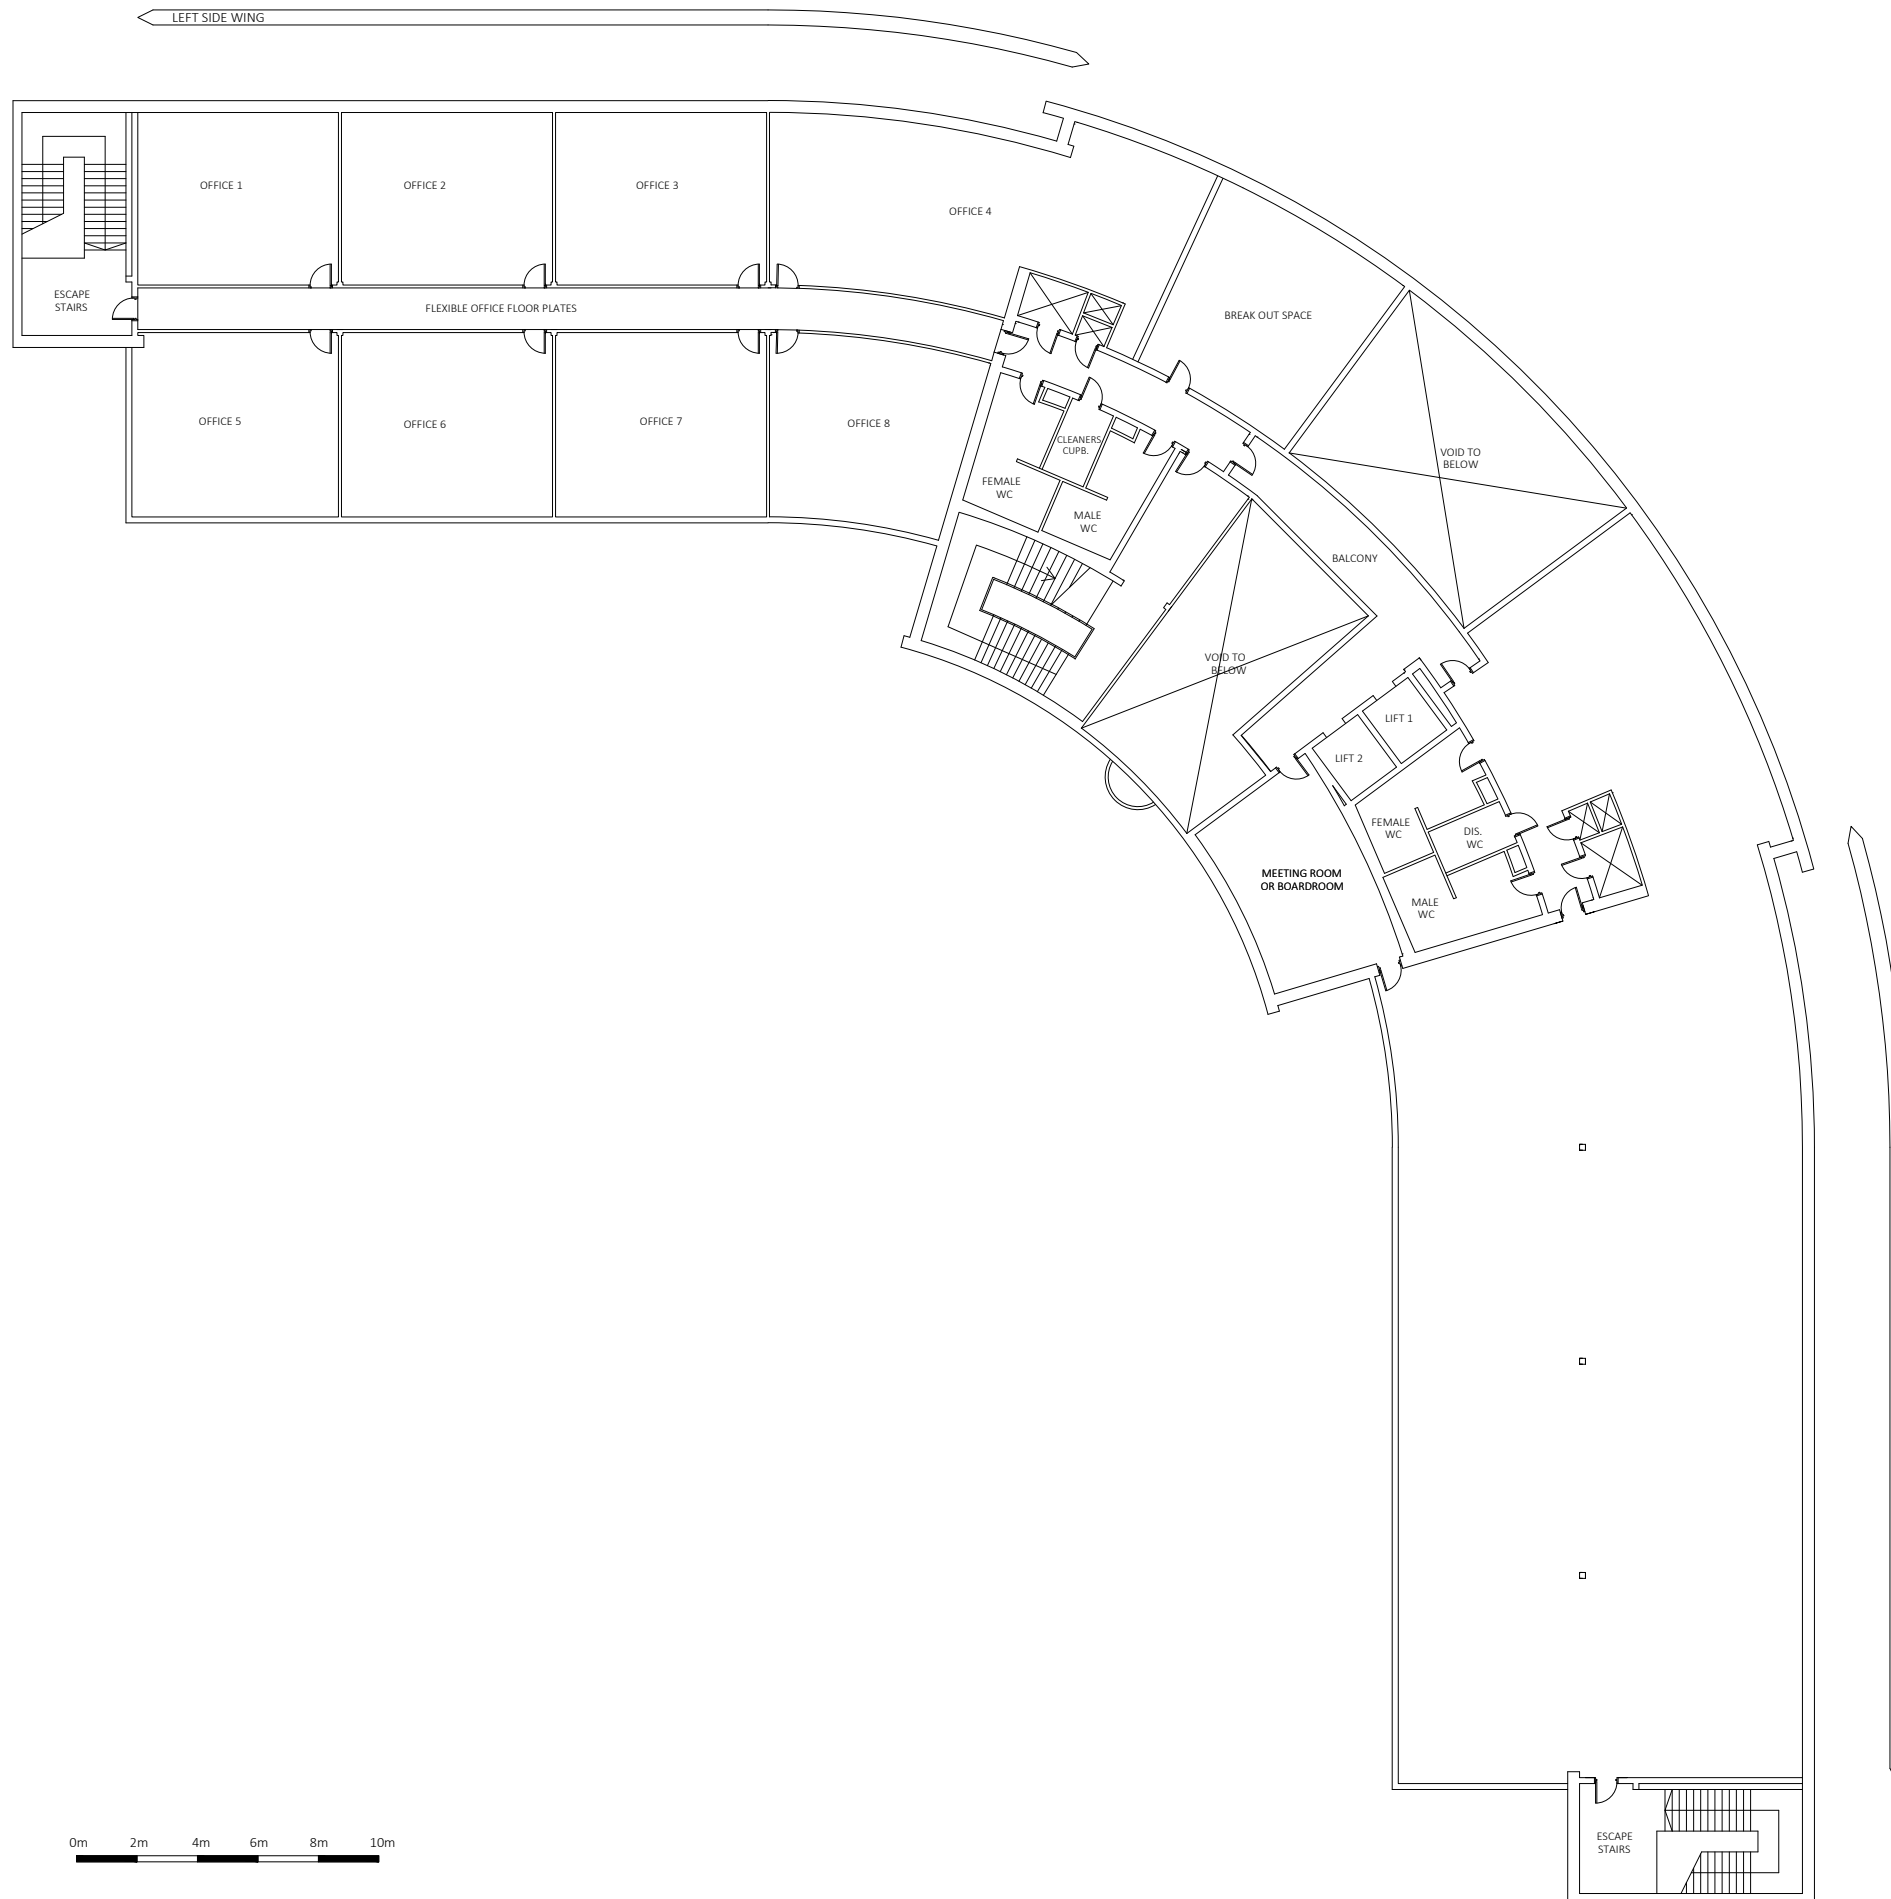 LEFT SIDE WING
OFFICE 1
OFFICE 2
OFFICE 3
OFFICE 4
ESCAPE
STAIRS
FLEXIBLE OFFICE FLOOR PLATES
BREAK OUT SPACE
OFFICE 5
OFFICE 6
OFFICE 7
OFFICE 8
CLEANERS
CUPB.
FEMALE
WC
MALE
WC
VOID TO
BELOW
BALCONY
VOID TO
BELOW
LIFT 1
LIFT 2
FEMALE
WC
DIS.
WC
MEETING ROOM
OR BOARDROOM
MALE
WC
ESCAPE
STAIRS
0m 2m 4m 6m 8m 10m